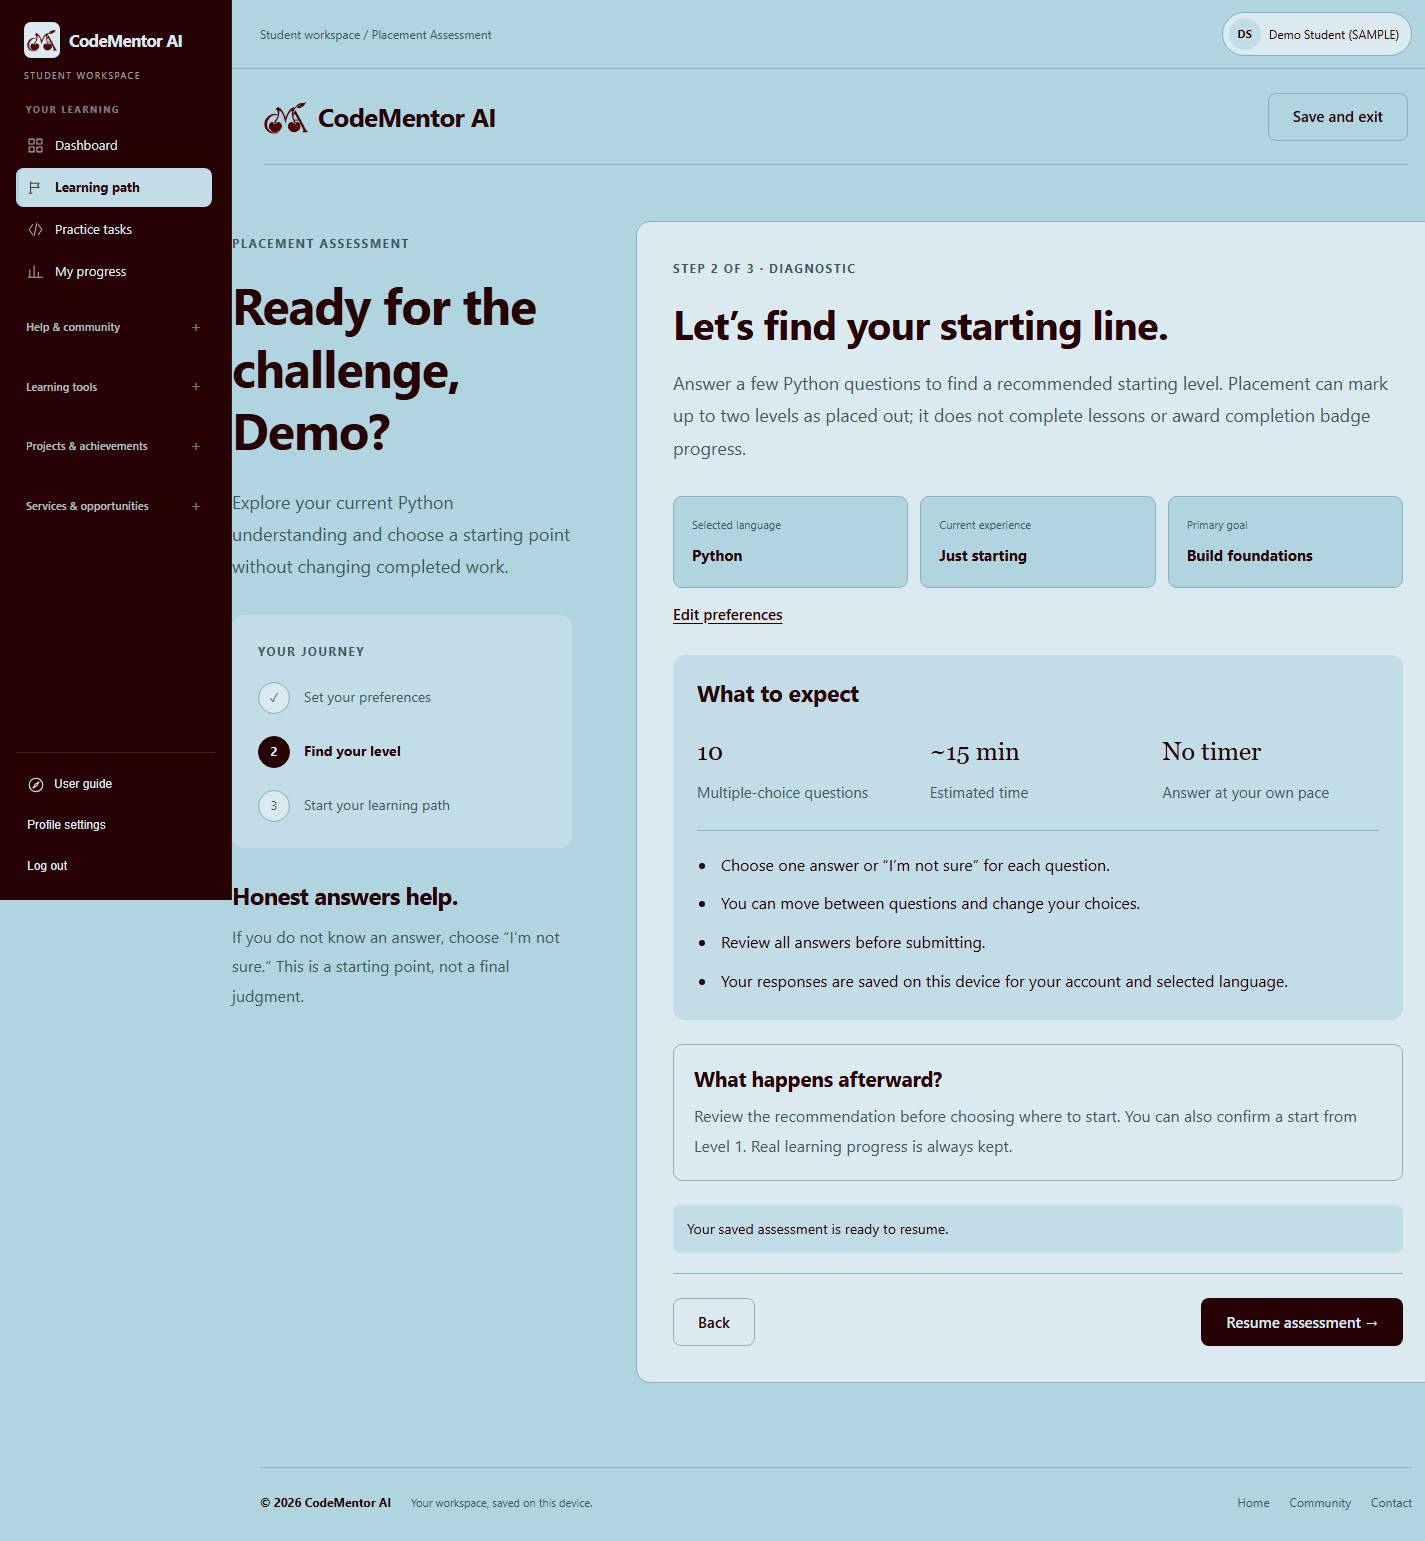 CodeMentor AI
STUDENT WORKSPACE
YOUR LEARNING
Dashboard
Learning path
Practice tasks
My progress
Help & community +
Learning tools +
Projects & achievements +
Services & opportunities +
User guide
Profile settings
Log out
Student workspace / Placement Assessment
DS Demo Student (SAMPLE)
CodeMentor AI
Save and exit
PLACEMENT ASSESSMENT
Ready for the
challenge,
Demo?
Explore your current Python
understanding and choose a starting point
without changing completed work.
YOUR JOURNEY
✓ Set your preferences
2 Find your level
3 Start your learning path
Honest answers help.
If you do not know an answer, choose “I’m not
sure.” This is a starting point, not a final
judgment.
STEP 2 OF 3 · DIAGNOSTIC
Let’s find your starting line.
Answer a few Python questions to find a recommended starting level. Placement can mark
up to two levels as placed out; it does not complete lessons or award completion badge
progress.
Selected language
Python
Current experience
Just starting
Primary goal
Build foundations
Edit preferences
What to expect
10
Multiple-choice questions
~15 min
Estimated time
No timer
Answer at your own pace
• Choose one answer or “I’m not sure” for each question.
• You can move between questions and change your choices.
• Review all answers before submitting.
• Your responses are saved on this device for your account and selected language.
What happens afterward?
Review the recommendation before choosing where to start. You can also confirm a start from
Level 1. Real learning progress is always kept.
Your saved assessment is ready to resume.
Back
Resume assessment →
© 2026 CodeMentor AI Your workspace, saved on this device.
Home Community Contact